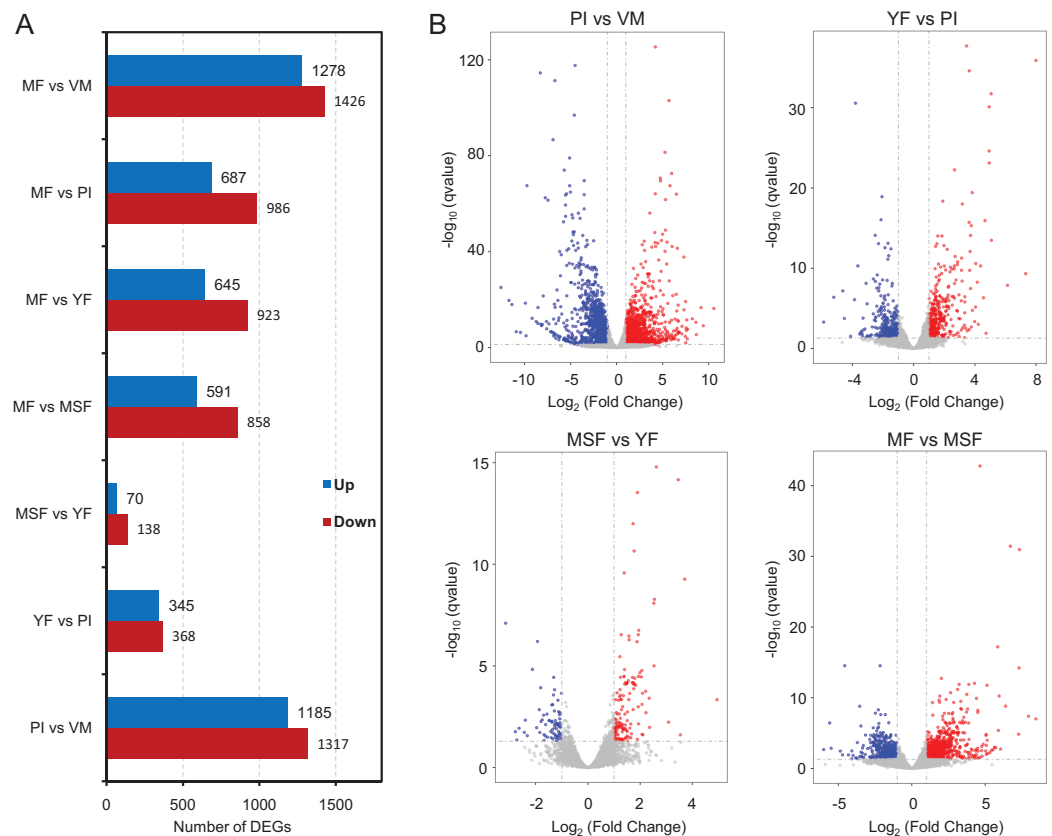 A
MF vs VM
1278
1426
MF vs PI
687
986
MF vs YF
645
923
MF vs MSF
591
858
MSF vs YF
70
138
YF vs PI
345
368
PI vs VM
1185
1317
Up
Down
0 500 1000 1500
Number of DEGs
B
PI vs VM
-log10 (qvalue)
120
80
40
0
-10 -5 0 5 10
Log2 (Fold Change)
YF vs PI
-log10 (qvalue)
30
20
10
0
-4 0 4 8
Log2 (Fold Change)
MSF vs YF
-log10 (qvalue)
15
10
5
0
-2 0 2 4
Log2 (Fold Change)
MF vs MSF
-log10 (qvalue)
40
30
20
10
0
-5 0 5
Log2 (Fold Change)